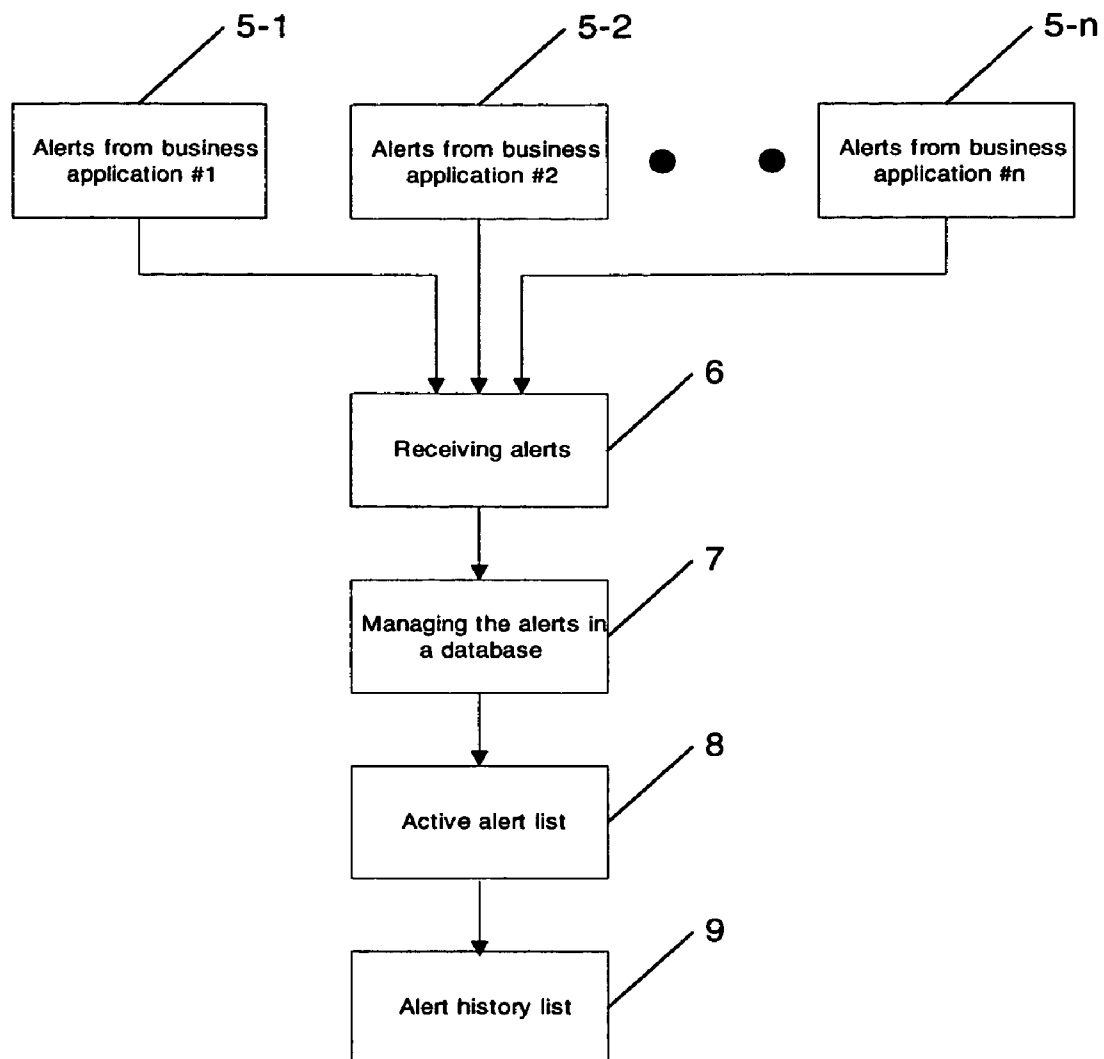 5-1
5-2
5-n
Alerts from business
application #1
Alerts from business
application #2
Alerts from business
application #n
6
Receiving alerts
7
Managing the alerts in
a database
8
Active alert list
9
Alert history list